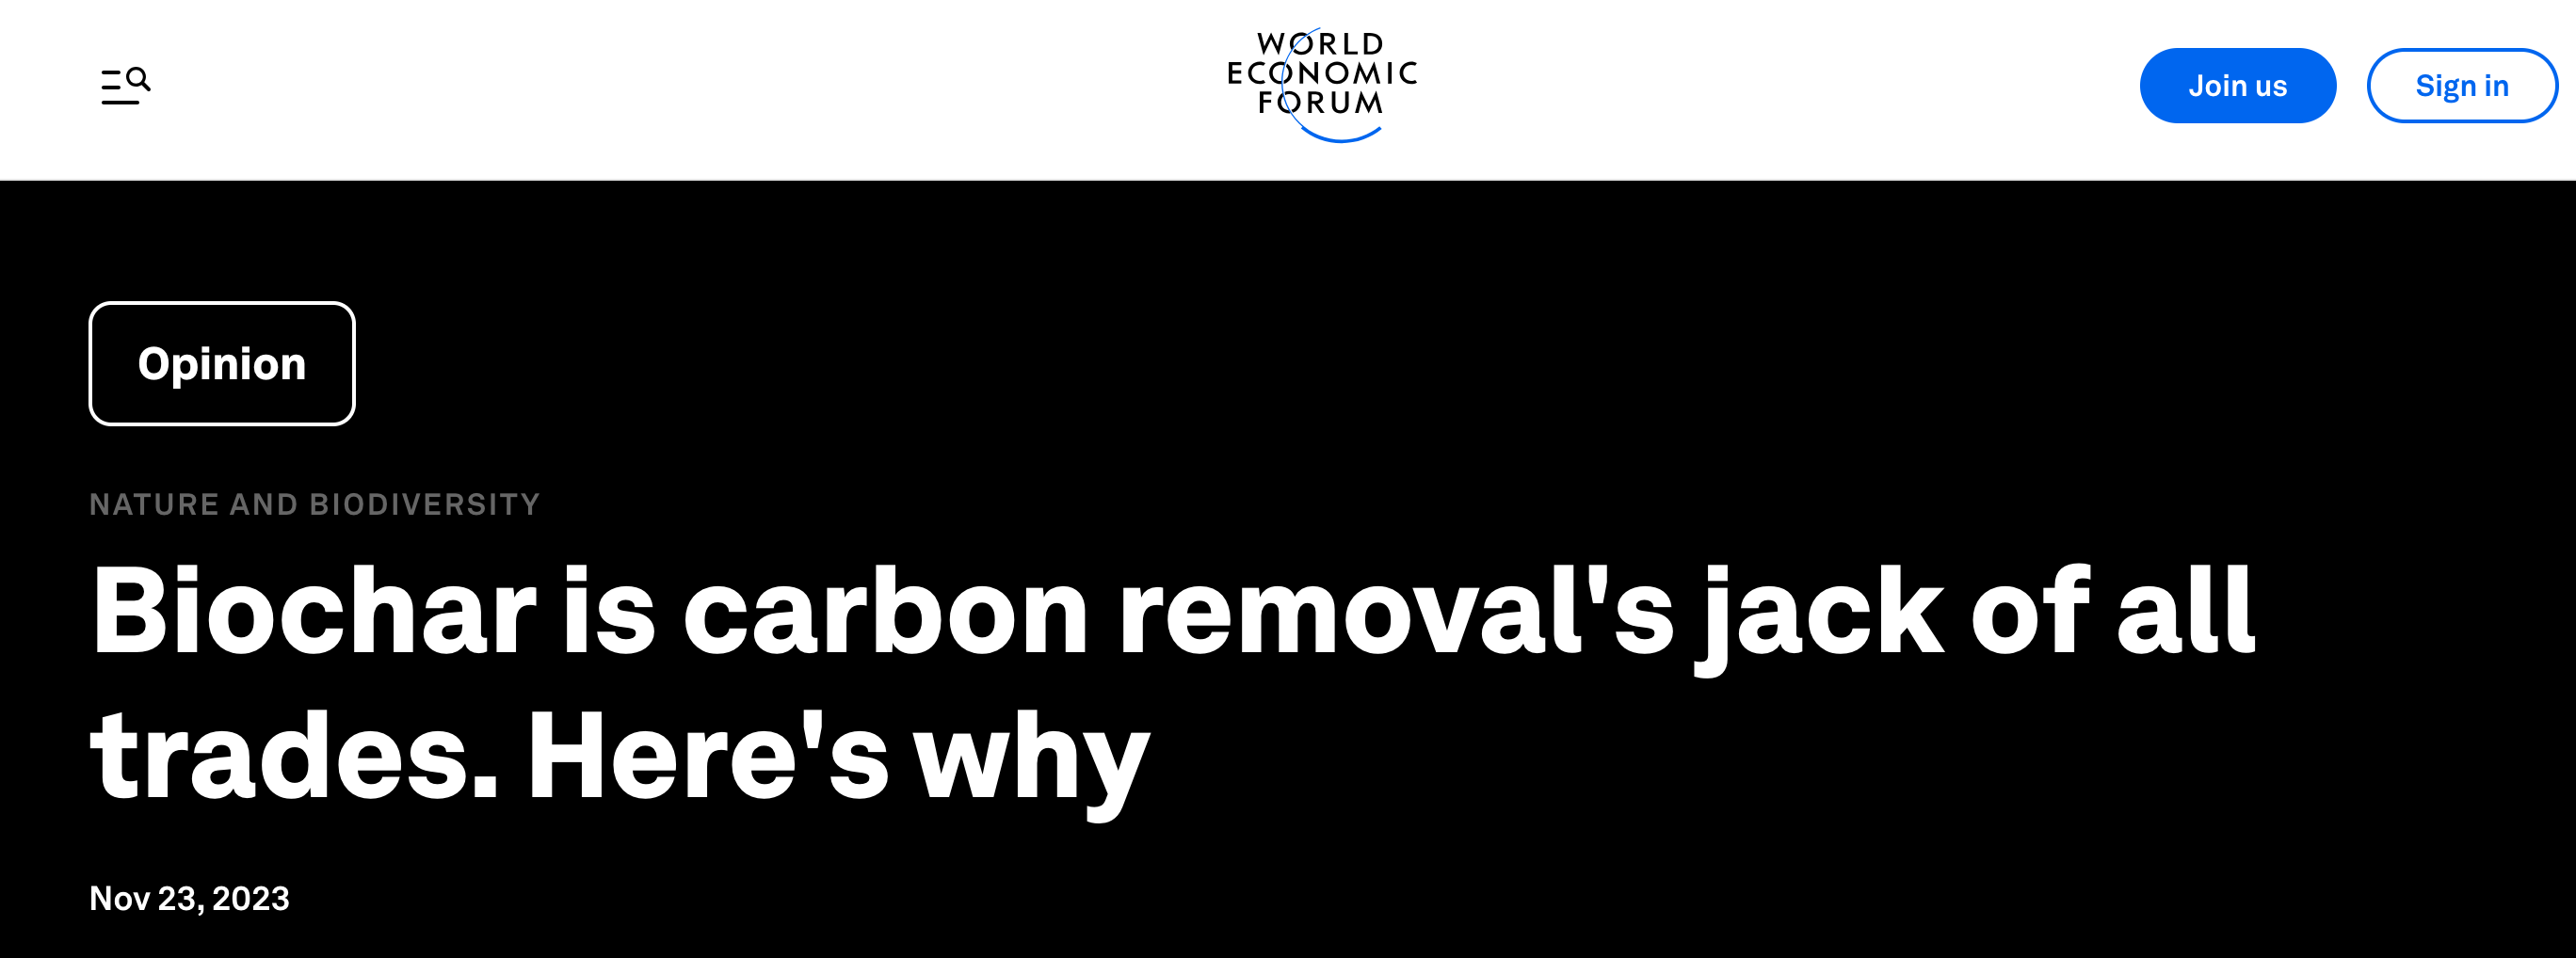 WORLD
ECONOMIC
FORUM
Join us
Sign in
Opinion
NATURE AND BIODIVERSITY
Biochar is carbon removal's jack of all
trades. Here's why
Nov 23, 2023